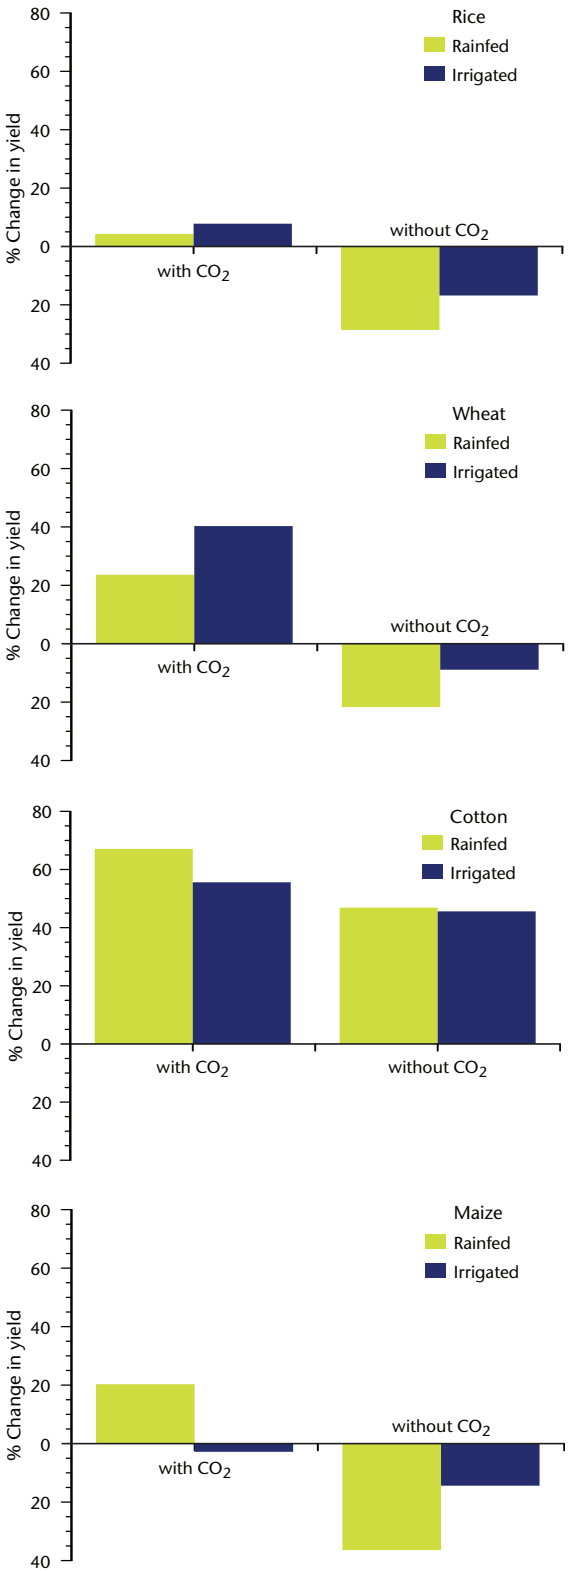 Rice
Rainfed
Irrigated
% Change in yield
80
60
40
20
0
20
40
without CO2
with CO2
Wheat
Rainfed
Irrigated
% Change in yield
80
60
40
20
0
20
40
without CO2
with CO2
Cotton
Rainfed
Irrigated
% Change in yield
80
60
40
20
0
20
40
with CO2
without CO2
Maize
Rainfed
Irrigated
% Change in yield
80
60
40
20
0
20
40
without CO2
with CO2